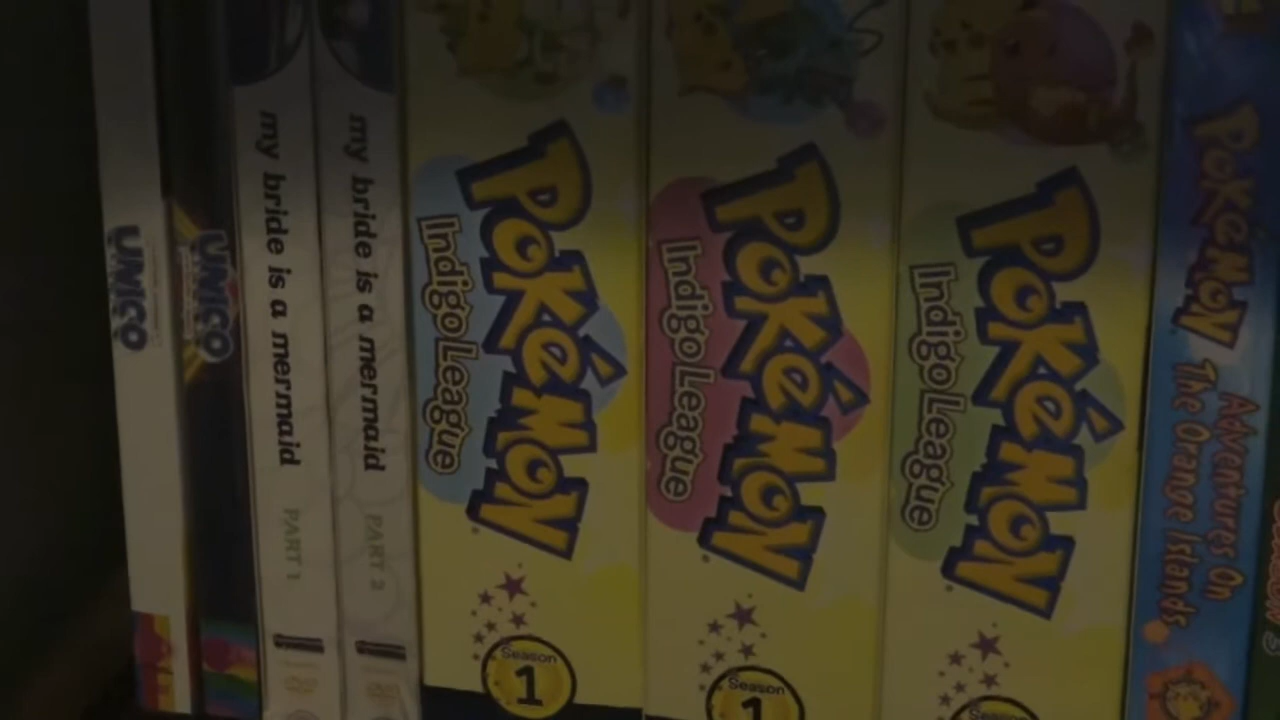 UNICO
UNICO
my bride is a mermaid PART 1
my bride is a mermaid PART 2
POKéMON
Indigo League
Season
1
POKéMON
Indigo League
Season
1
POKéMON
Indigo League
Season
POKéMON
Adventures On
The Orange Islands